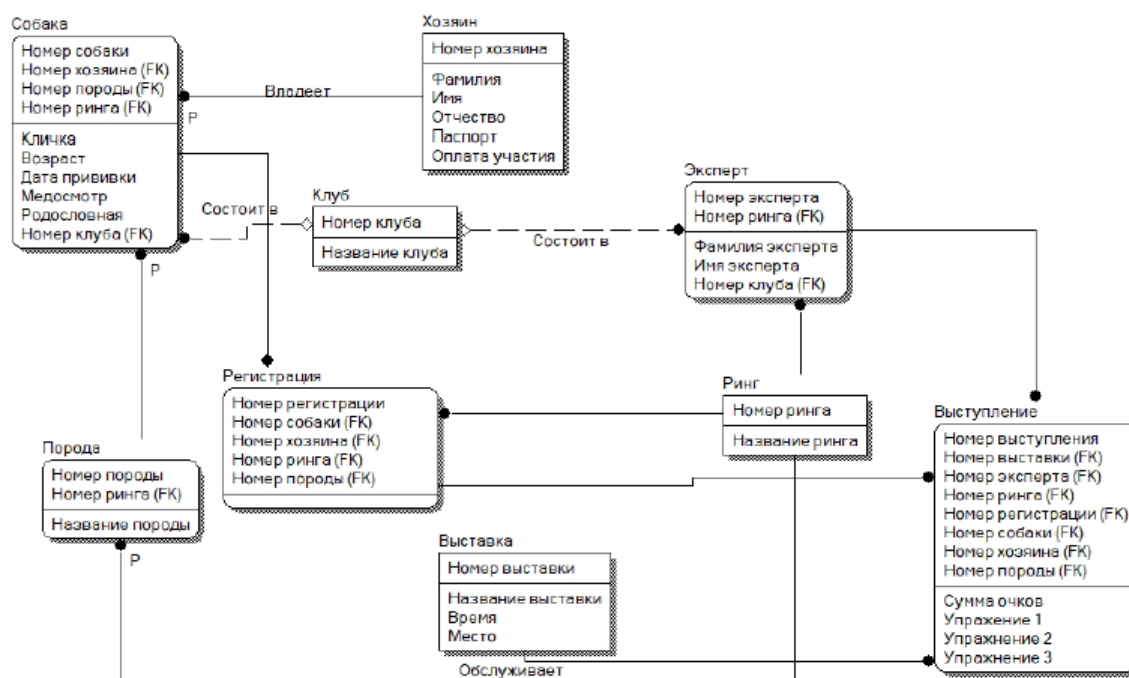 Собака
Номер собаки
Номер хозяина (FK)
Номер породы (FK)
Номер ринга (FK)
Кличка
Возраст
Дата прививки
Медосмотр
Родословная
Номер клуба (FK)
Хозяин
Номер хозяина
Фамилия
Имя
Отчество
Паспорт
Оплата участия
Владеет
P
Состоит в
Клуб
Номер клуба
Название клуба
Состоит в
Эксперт
Номер эксперта
Номер ринга (FK)
Фамилия эксперта
Имя эксперта
Номер клуба (FK)
P
Регистрация
Номер регистрации
Номер собаки (FK)
Номер хозяина (FK)
Номер ринга (FK)
Номер породы (FK)
Ринг
Номер ринга
Название ринга
Выступление
Номер выступления
Номер выставки (FK)
Номер эксперта (FK)
Номер ринга (FK)
Номер регистрации (FK)
Номер собаки (FK)
Номер хозяина (FK)
Номер породы (FK)
Сумма очков
Упражение 1
Упражнение 2
Упражнение 3
Порода
Номер породы
Номер ринга (FK)
Название породы
P
Выставка
Номер выставки
Название выставки
Время
Место
Обслуживает